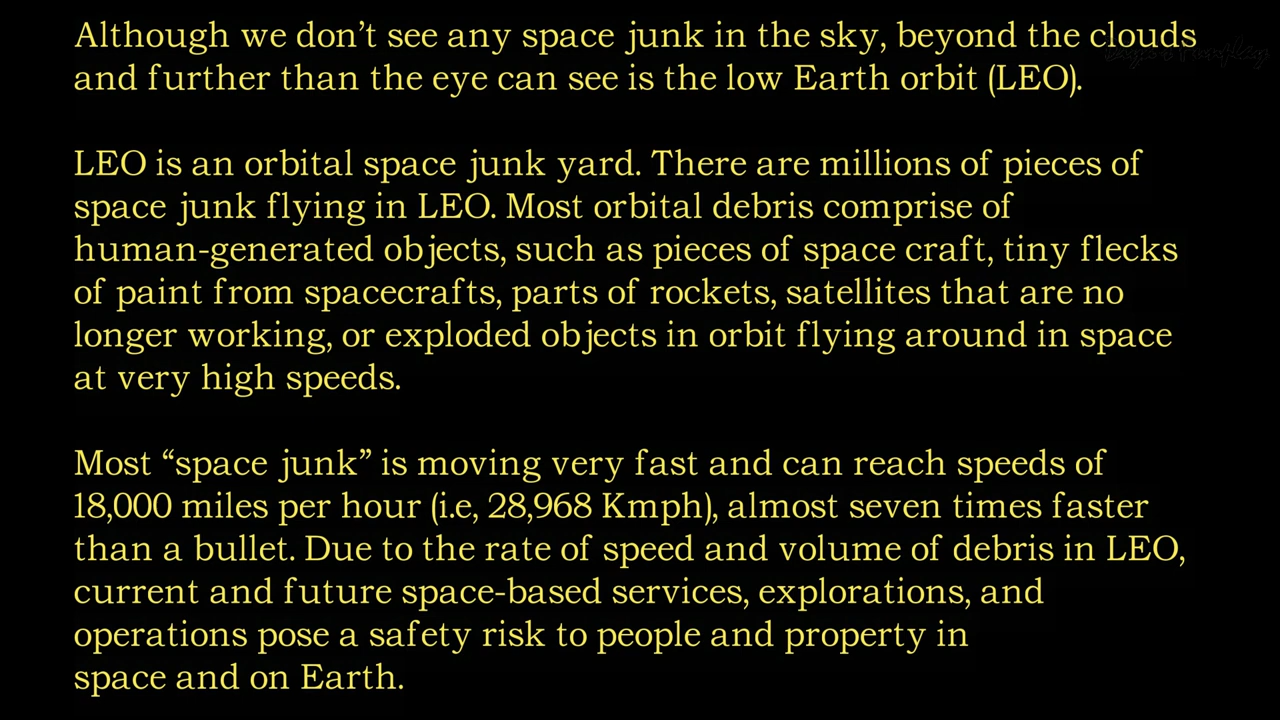 Although we don’t see any space junk in the sky, beyond the clouds
and further than the eye can see is the low Earth orbit (LEO).
LEO is an orbital space junk yard. There are millions of pieces of
space junk flying in LEO. Most orbital debris comprise of
human-generated objects, such as pieces of space craft, tiny flecks
of paint from spacecrafts, parts of rockets, satellites that are no
longer working, or exploded objects in orbit flying around in space
at very high speeds.
Most “space junk” is moving very fast and can reach speeds of
18,000 miles per hour (i.e, 28,968 Kmph), almost seven times faster
than a bullet. Due to the rate of speed and volume of debris in LEO,
current and future space-based services, explorations, and
operations pose a safety risk to people and property in
space and on Earth.